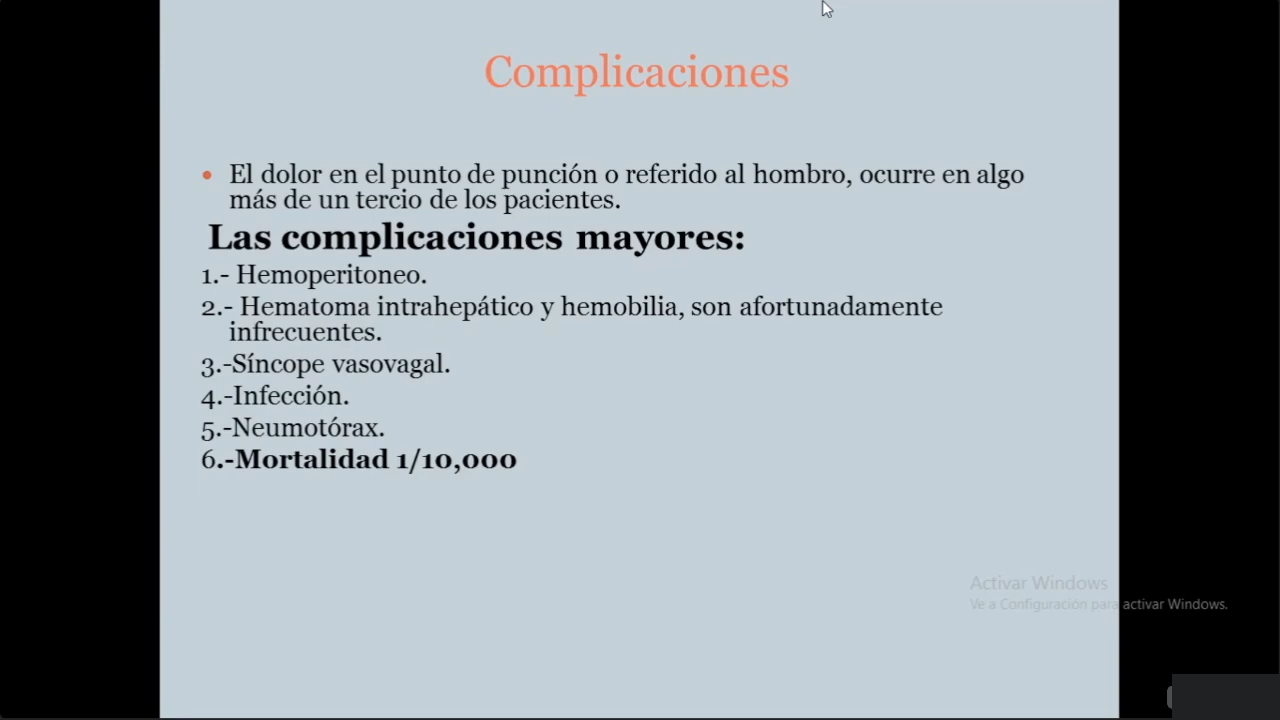 Complicaciones
• El dolor en el punto de punción o referido al hombro, ocurre en algo
más de un tercio de los pacientes.
Las complicaciones mayores:
1.- Hemoperitoneo.
2.- Hematoma intrahepático y hemobilia, son afortunadamente
infrecuentes.
3.-Síncope vasovagal.
4.-Infección.
5.-Neumotórax.
6.-Mortalidad 1/10,000
Activar Windows
Ve a Configuración para activar Windows.